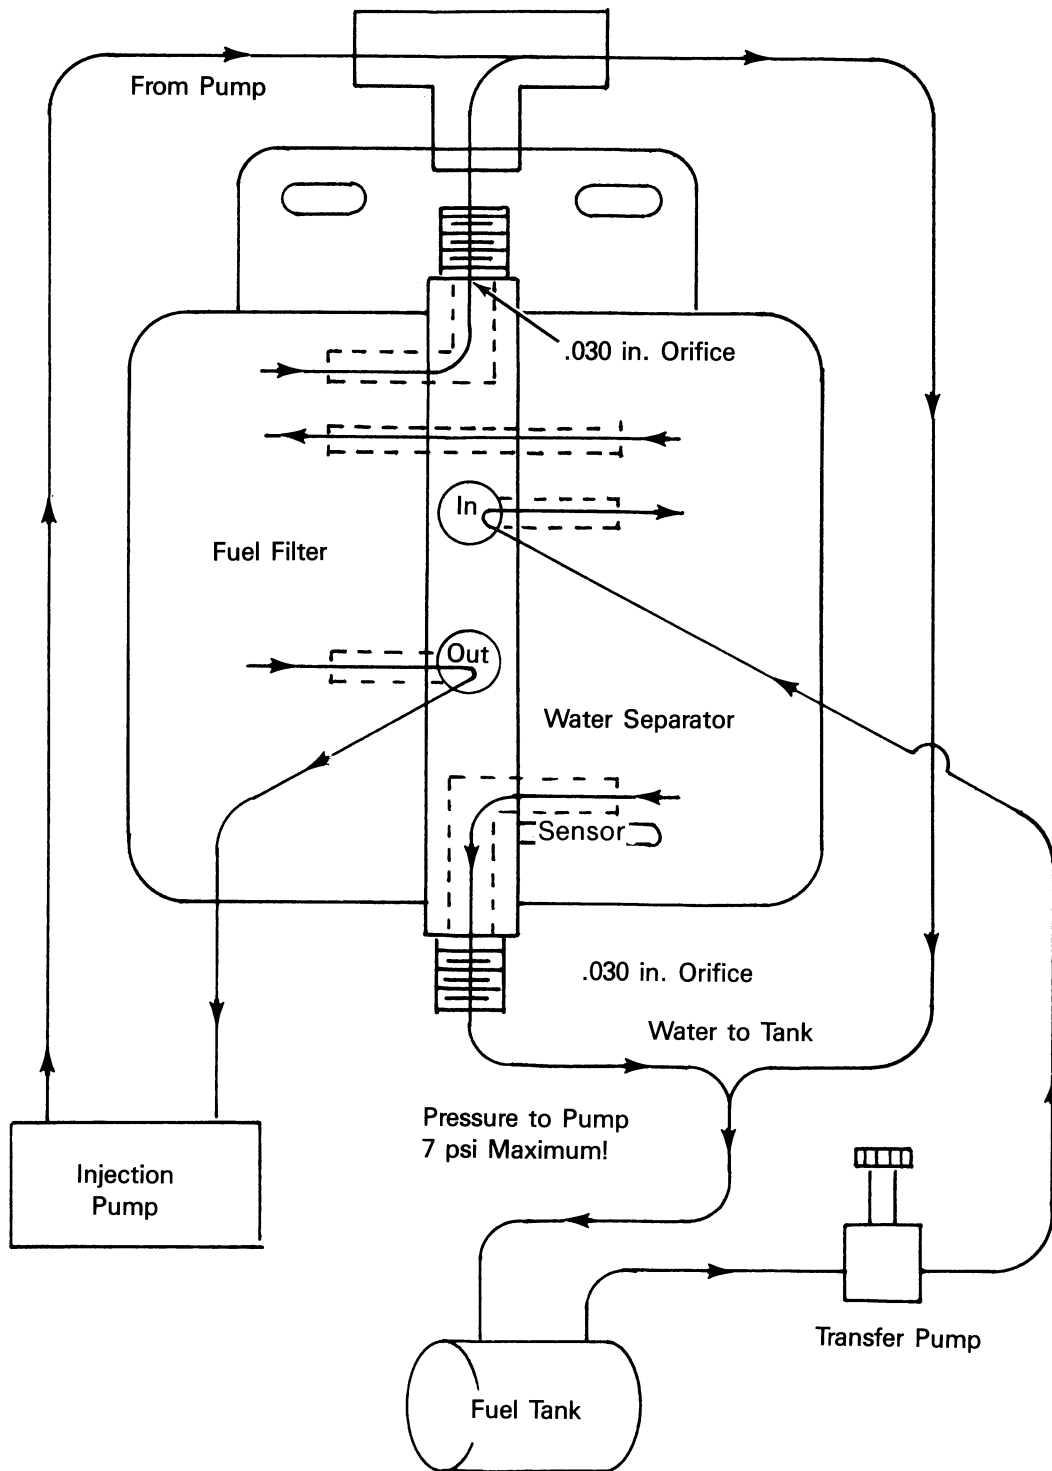 From Pump
.030 in. Orifice
In
Fuel Filter
Out
Water Separator
Sensor
.030 in. Orifice
Water to Tank
Pressure to Pump
7 psi Maximum!
Injection
Pump
Transfer Pump
Fuel Tank